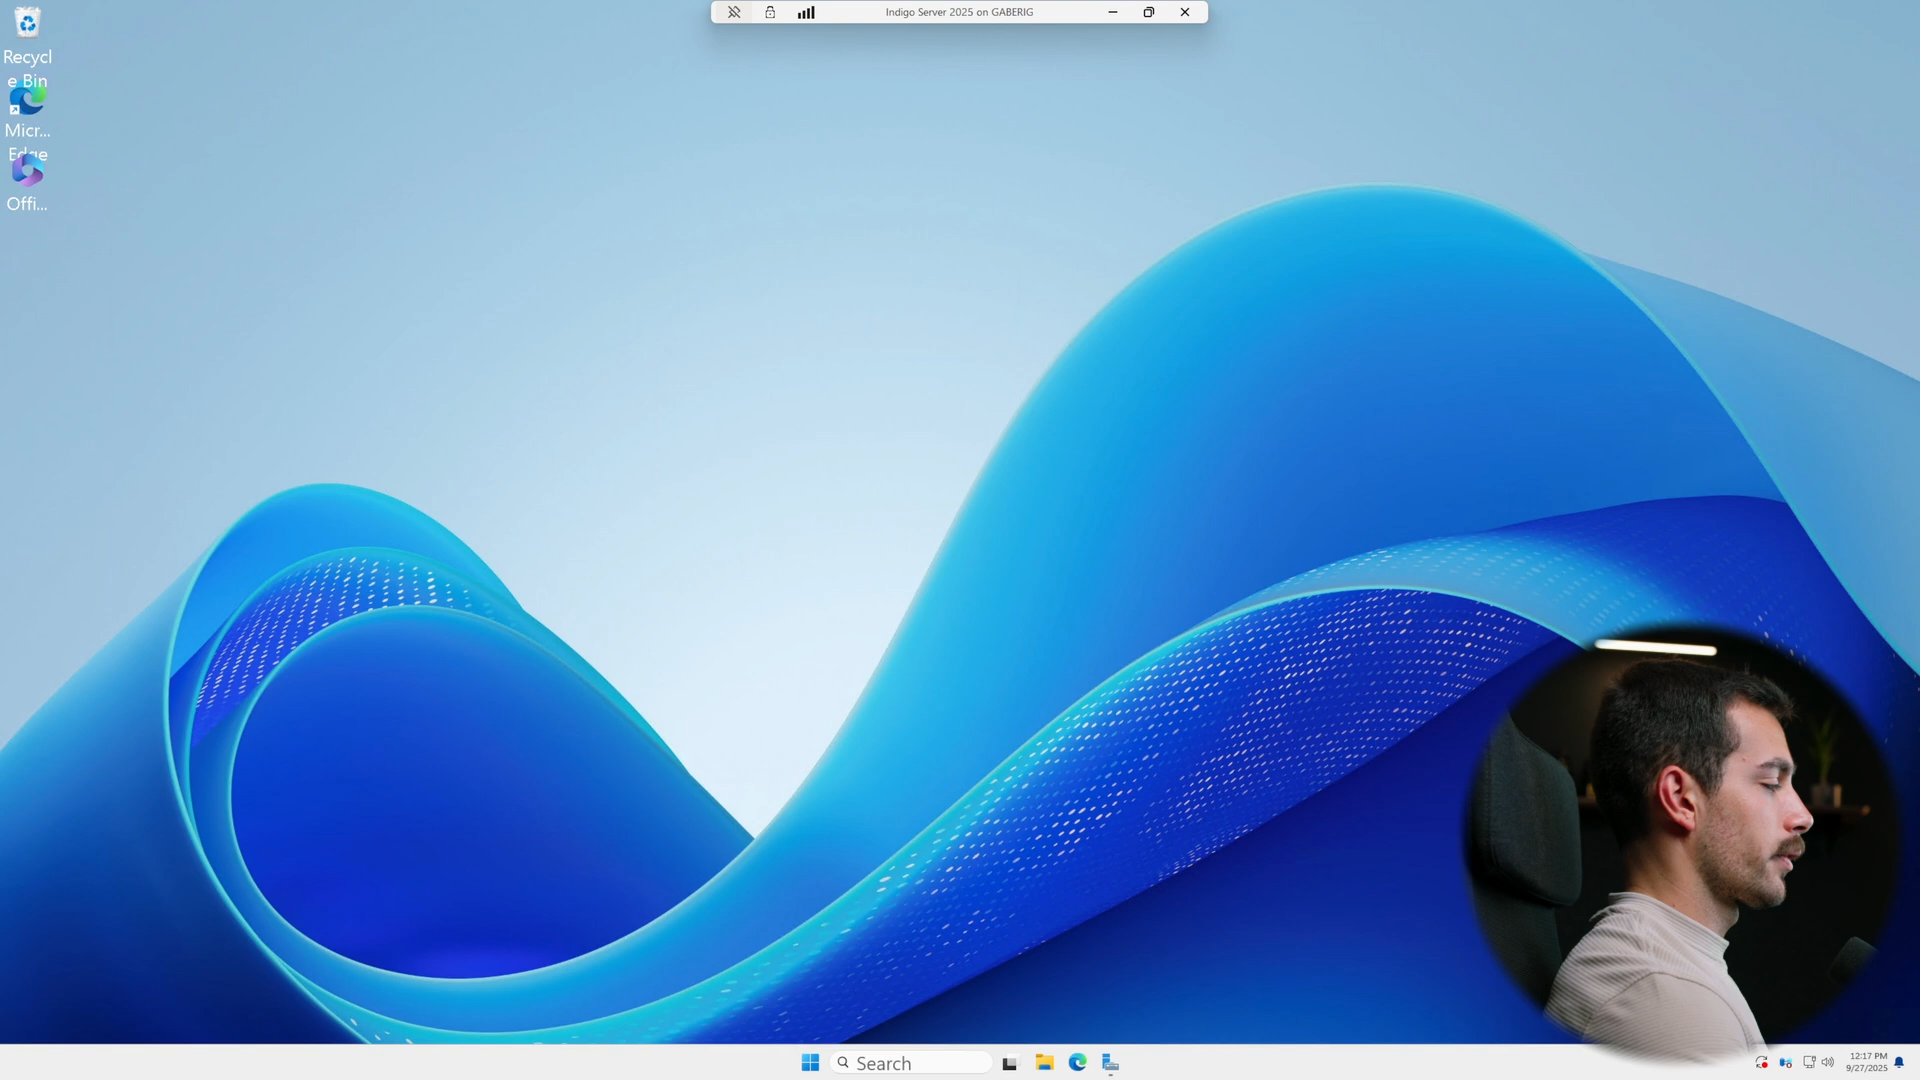 Indigo Server 2025 on GABERIG
Recycl
e Bin
Micr...
Edge
Offi...
Search
12:17 PM
9/27/2025